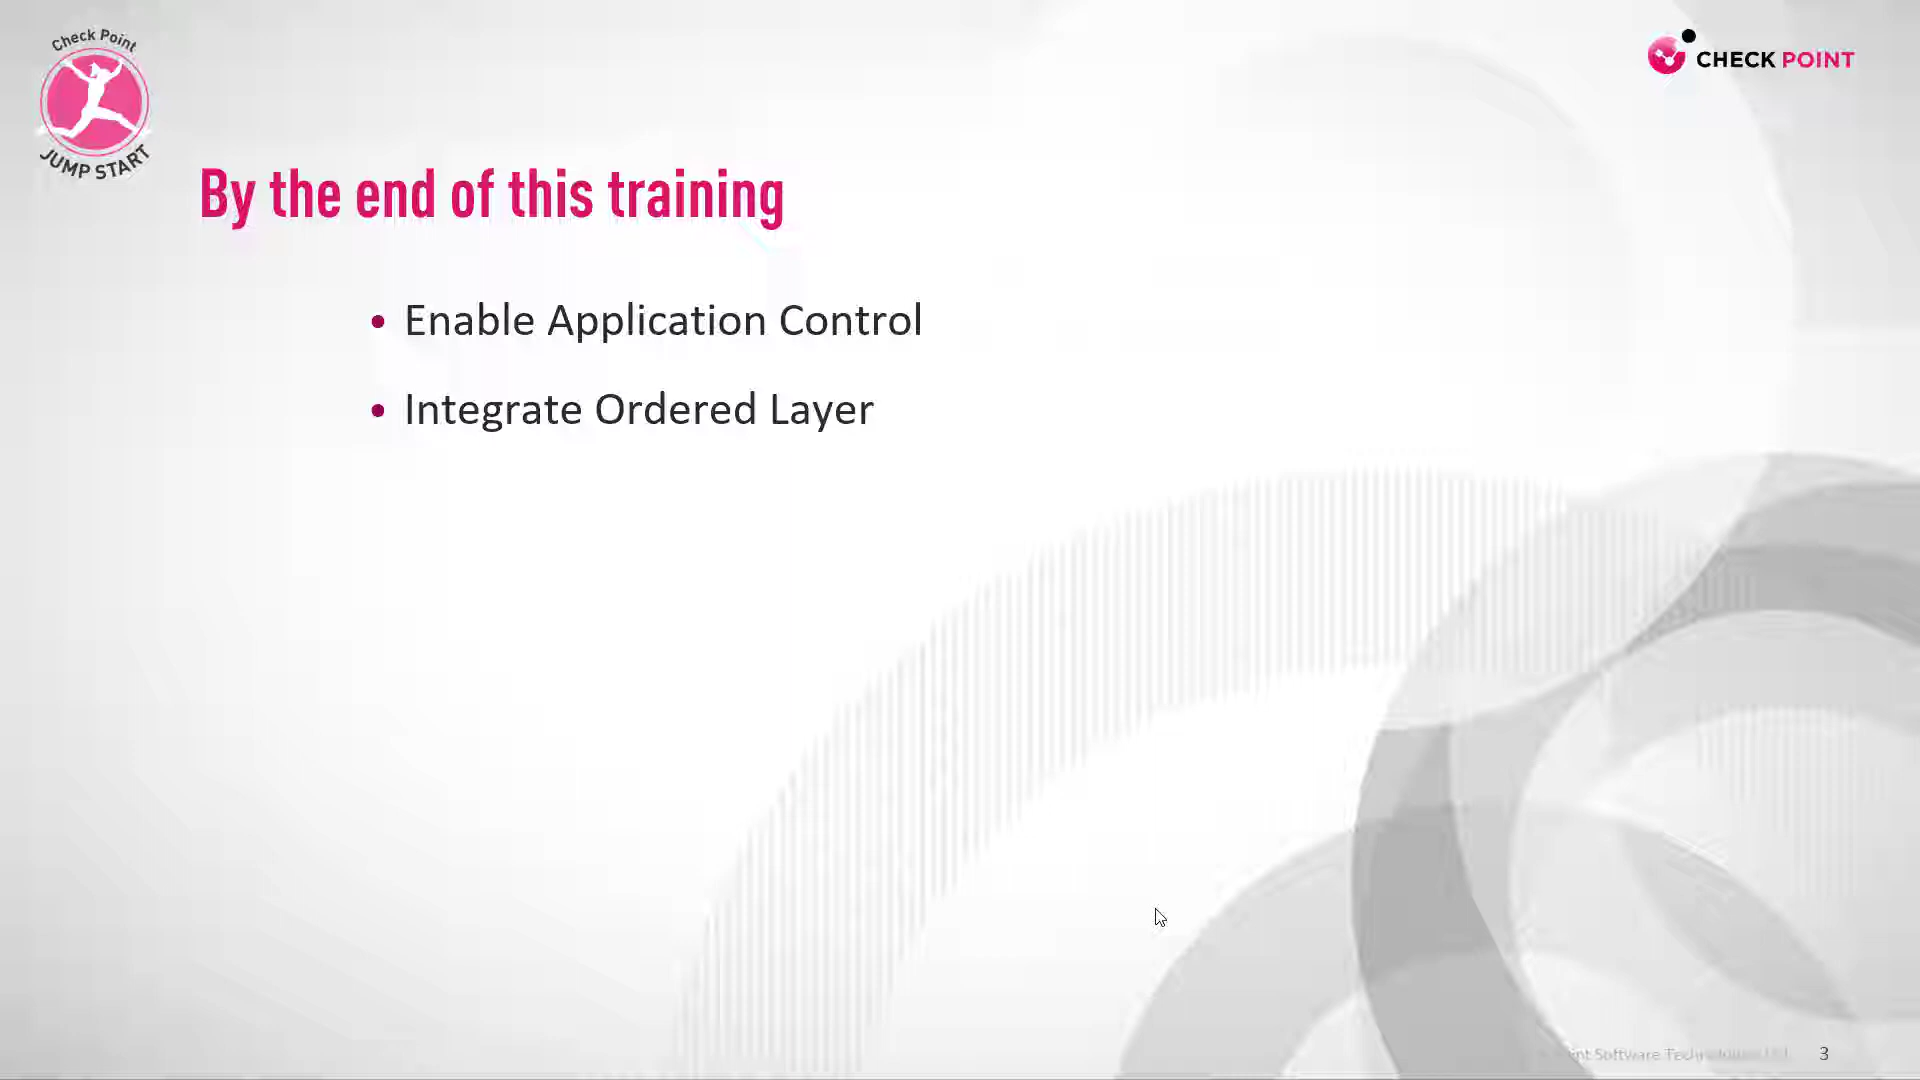 Check Point
JUMP START
CHECK POINT
By the end of this training
• Enable Application Control
• Integrate Ordered Layer
Software 3